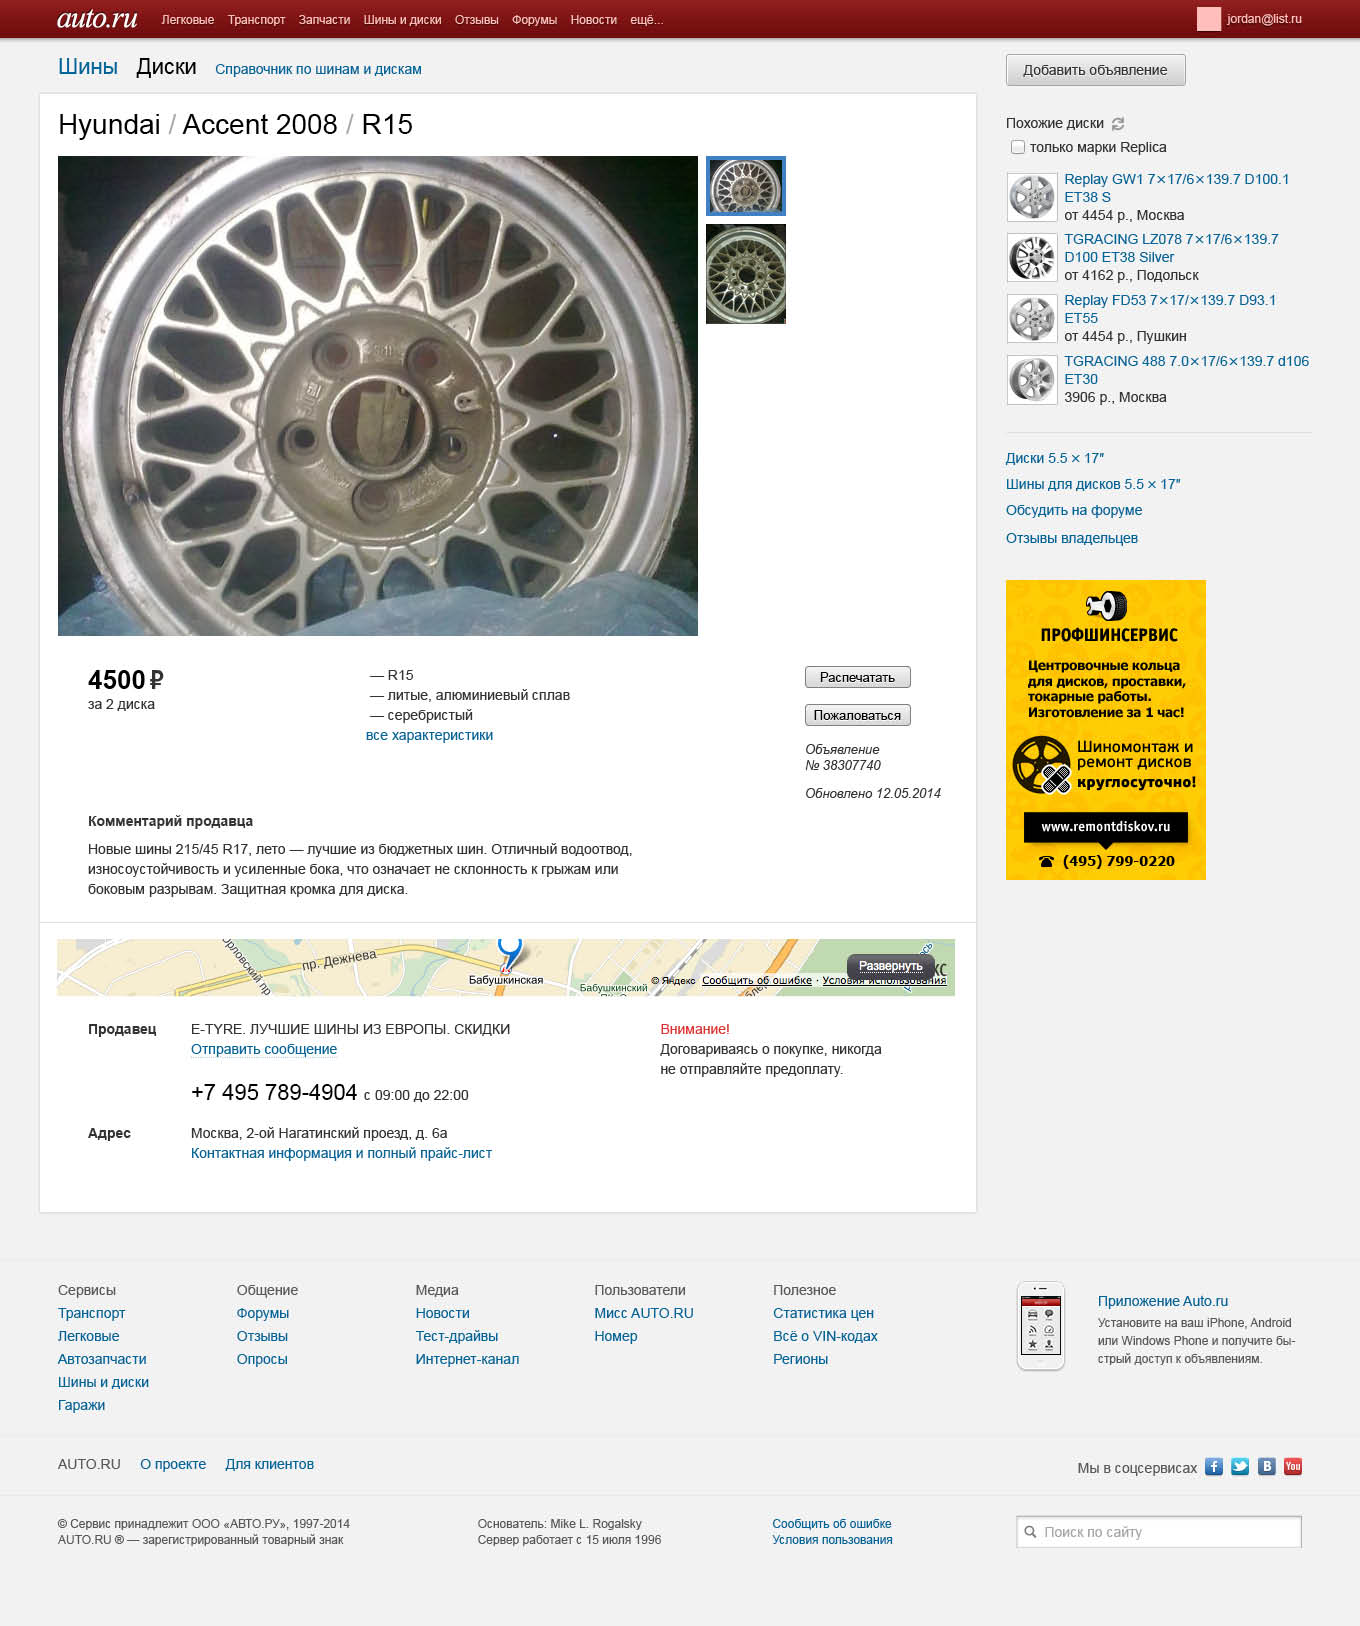 auto.ru Легковые Транспорт Запчасти Шины и диски Отзывы Форумы Новости ещё... jordan@list.ru
Шины Диски Справочник по шинам и дискам
Добавить объявление
Hyundai / Accent 2008 / R15
4500 ₽
за 2 диска
— R15
— литые, алюминиевый сплав
— серебристый
все характеристики
Распечатать
Пожаловаться
Объявление
№ 38307740
Обновлено 12.05.2014
Комментарий продавца
Новые шины 215/45 R17, лето — лучшие из бюджетных шин. Отличный водоотвод,
износоустойчивость и усиленные бока, что означает не склонность к грыжам или
боковым разрывам. Защитная кромка для диска.
Орловский пр
пр. Дежнева
Бабушкинская
Бабушкинский
© Яндекс Сообщить об ошибке · Условия использования
Развернуть
Продавец E-TYRE. ЛУЧШИЕ ШИНЫ ИЗ ЕВРОПЫ. СКИДКИ
Отправить сообщение
+7 495 789-4904 с 09:00 до 22:00
Адрес Москва, 2-ой Нагатинский проезд, д. 6а
Контактная информация и полный прайс-лист
Внимание!
Договариваясь о покупке, никогда
не отправляйте предоплату.
Похожие диски
только марки Replica
Replay GW1 7×17/6×139.7 D100.1
ET38 S
от 4454 р., Москва
TGRACING LZ078 7×17/6×139.7
D100 ET38 Silver
от 4162 р., Подольск
Replay FD53 7×17/×139.7 D93.1
ET55
от 4454 р., Пушкин
TGRACING 488 7.0×17/6×139.7 d106
ET30
3906 р., Москва
Диски 5.5 × 17″
Шины для дисков 5.5 × 17″
Обсудить на форуме
Отзывы владельцев
ПРОФШИНСЕРВИС
Центровочные кольца
для дисков, проставки,
токарные работы.
Изготовление за 1 час!
Шиномонтаж и
ремонт дисков
круглосуточно!
www.remontdiskov.ru
(495) 799-0220
Сервисы
Транспорт
Легковые
Автозапчасти
Шины и диски
Гаражи
Общение
Форумы
Отзывы
Опросы
Медиа
Новости
Тест-драйвы
Интернет-канал
Пользователи
Мисс AUTO.RU
Номер
Полезное
Статистика цен
Всё о VIN-кодах
Регионы
Приложение Auto.ru
Установите на ваш iPhone, Android
или Windows Phone и получите бы-
стрый доступ к объявлениям.
AUTO.RU О проекте Для клиентов
Мы в соцсервисах f B You
© Сервис принадлежит ООО «АВТО.РУ», 1997-2014
AUTO.RU ® — зарегистрированный товарный знак
Основатель: Mike L. Rogalsky
Сервер работает с 15 июля 1996
Сообщить об ошибке
Условия пользования
Поиск по сайту